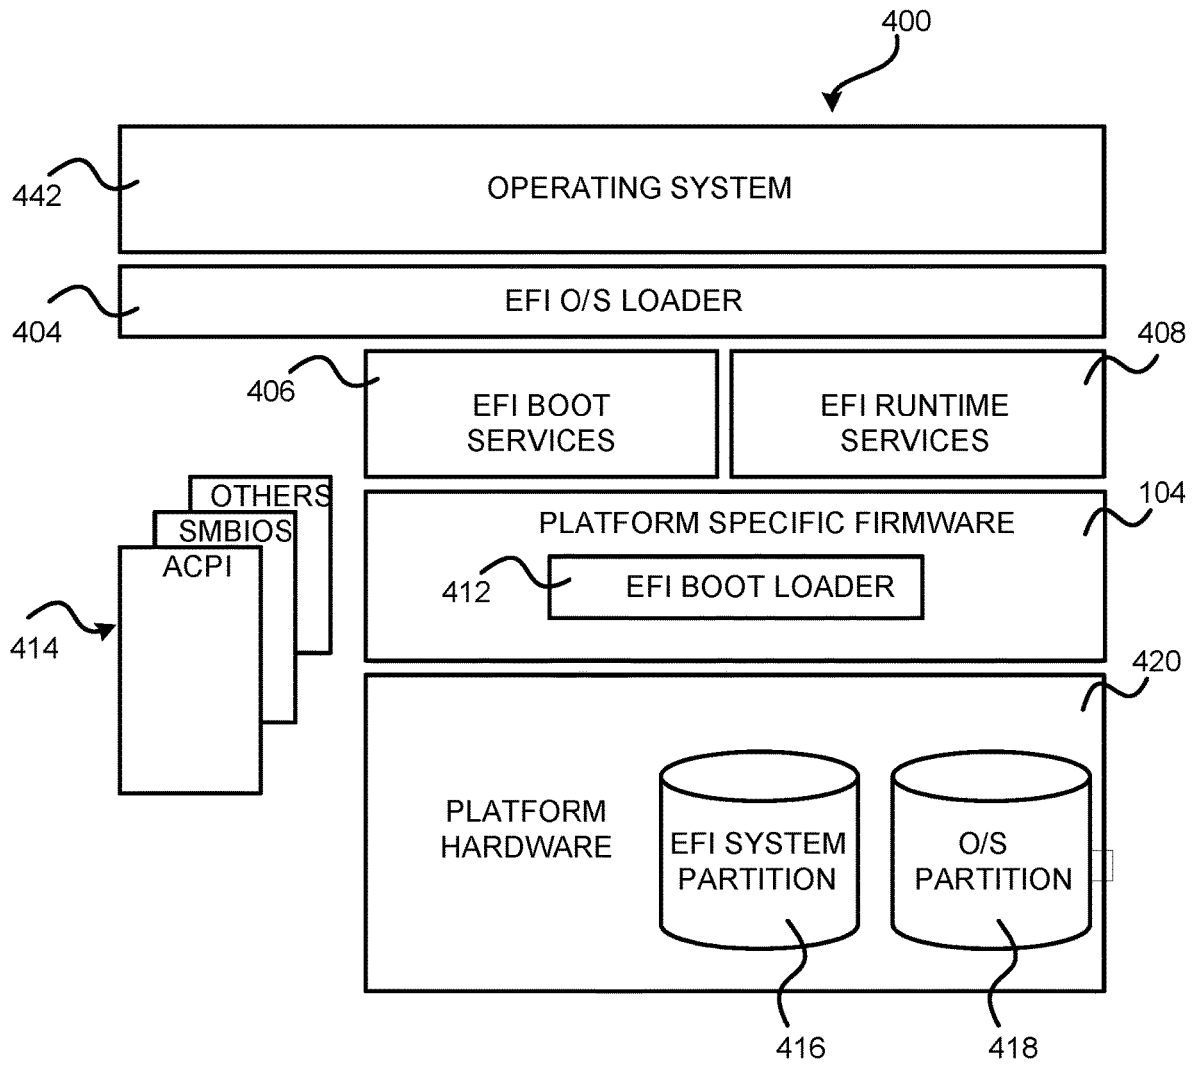 400
442
OPERATING SYSTEM
EFI O/S LOADER
404
408
406
EFI BOOT
SERVICES
EFI RUNTIME
SERVICES
OTHERS
SMBIOS
ACPI
104
PLATFORM SPECIFIC FIRMWARE
412
EFI BOOT LOADER
414
420
PLATFORM
HARDWARE
EFI SYSTEM
PARTITION
O/S
PARTITION
416
418